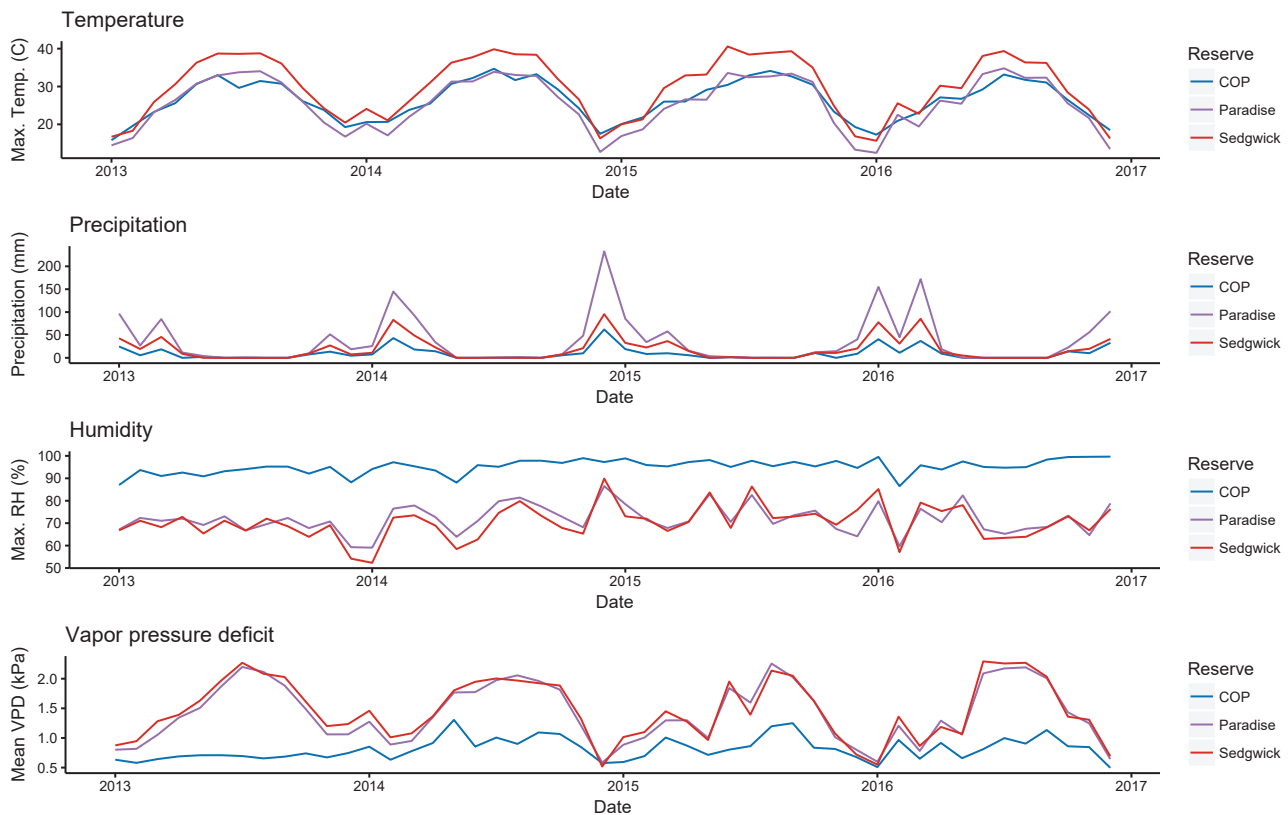 Temperature
Max. Temp. (C)
40
30
20
2013 2014 2015 2016 2017
Date
Reserve
COP
Paradise
Sedgwick
Precipitation
Precipitation (mm)
200
150
100
50
0
2013 2014 2015 2016 2017
Date
Reserve
COP
Paradise
Sedgwick
Humidity
Max. RH (%)
100
90
80
70
60
50
2013 2014 2015 2016 2017
Date
Reserve
COP
Paradise
Sedgwick
Vapor pressure deficit
Mean VPD (kPa)
2.0
1.5
1.0
0.5
2013 2014 2015 2016 2017
Date
Reserve
COP
Paradise
Sedgwick